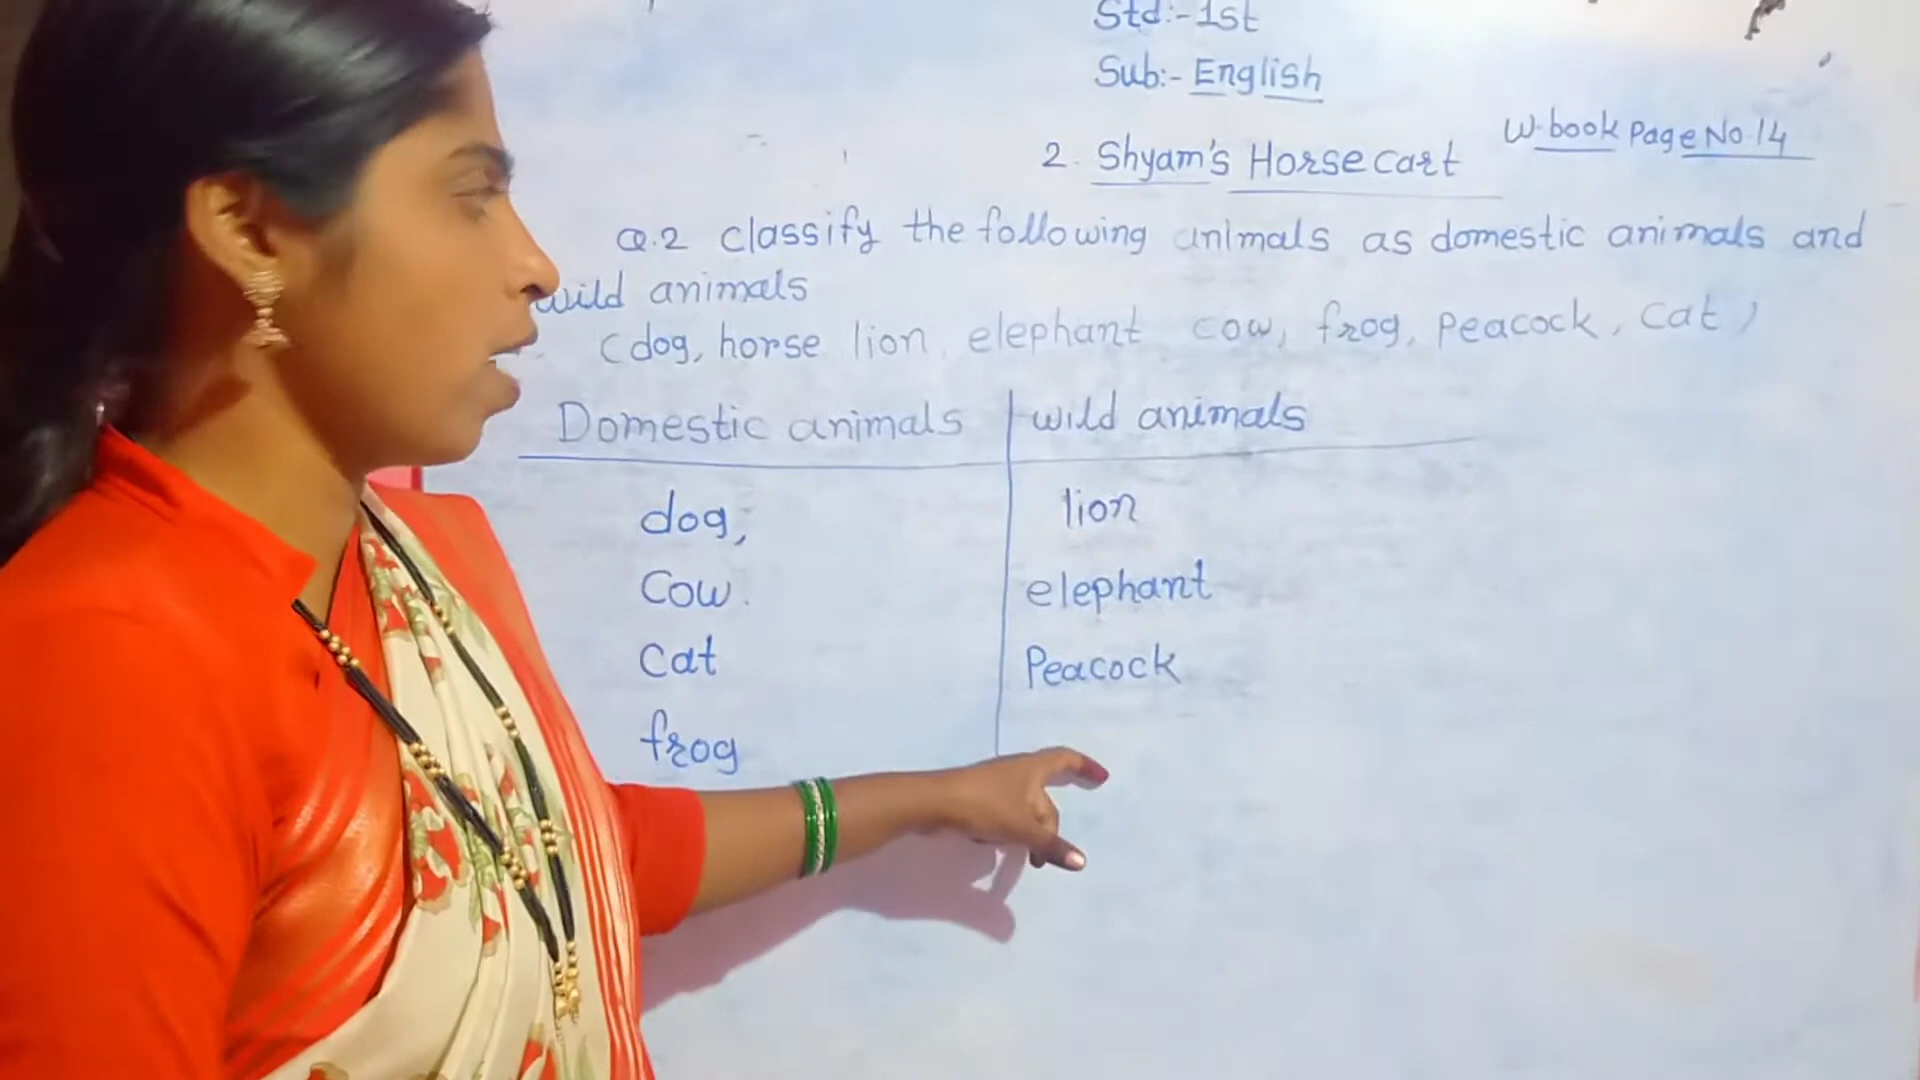 Std:- 1st
Sub:- English
W.book Page No.14
2. Shyam's Horse cart
Q.2 classify the following animals as domestic animals and
wild animals
(dog, horse lion, elephant cow, frog, Peacock, cat)
Domestic animals wild animals
dog, lion
Cow. elephant
Cat Peacock
frog